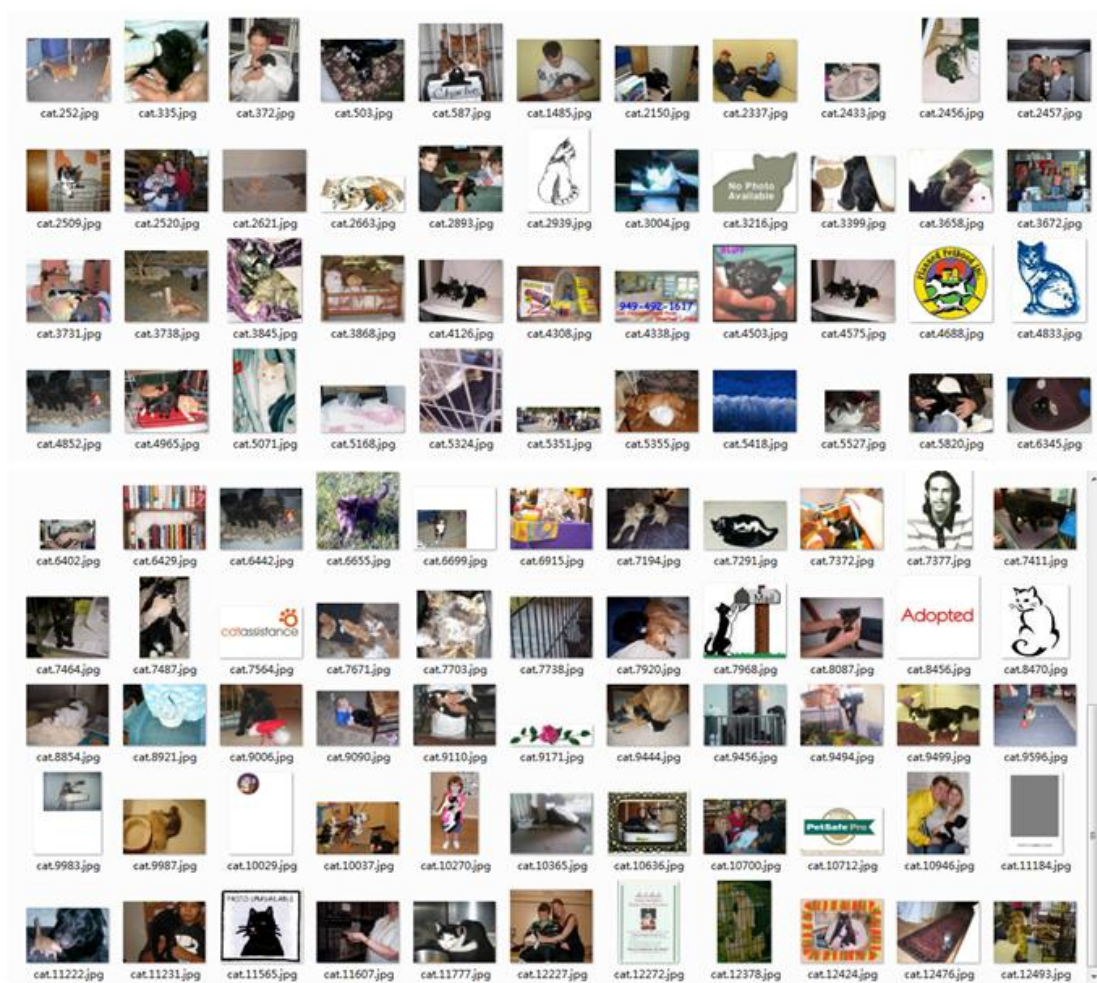 cat.252.jpg cat.335.jpg cat.372.jpg cat.503.jpg cat.587.jpg cat.1485.jpg cat.2150.jpg cat.2337.jpg cat.2433.jpg cat.2456.jpg cat.2457.jpg
No Photo
Available
cat.2509.jpg cat.2520.jpg cat.2621.jpg cat.2663.jpg cat.2893.jpg cat.2939.jpg cat.3004.jpg cat.3216.jpg cat.3399.jpg cat.3658.jpg cat.3672.jpg
949-492-1617
cat.3731.jpg cat.3738.jpg cat.3845.jpg cat.3868.jpg cat.4126.jpg cat.4308.jpg cat.4338.jpg cat.4503.jpg cat.4575.jpg cat.4688.jpg cat.4833.jpg
cat.4852.jpg cat.4965.jpg cat.5071.jpg cat.5168.jpg cat.5324.jpg cat.5351.jpg cat.5355.jpg cat.5418.jpg cat.5527.jpg cat.5820.jpg cat.6345.jpg
cat.6402.jpg cat.6429.jpg cat.6442.jpg cat.6655.jpg cat.6699.jpg cat.6915.jpg cat.7194.jpg cat.7291.jpg cat.7372.jpg cat.7377.jpg cat.7411.jpg
catassistance
Adopted
cat.7464.jpg cat.7487.jpg cat.7564.jpg cat.7671.jpg cat.7703.jpg cat.7738.jpg cat.7920.jpg cat.7968.jpg cat.8087.jpg cat.8456.jpg cat.8470.jpg
cat.8854.jpg cat.8921.jpg cat.9006.jpg cat.9090.jpg cat.9110.jpg cat.9171.jpg cat.9444.jpg cat.9456.jpg cat.9494.jpg cat.9499.jpg cat.9596.jpg
PetSafe Pro
cat.9983.jpg cat.9987.jpg cat.10029.jpg cat.10037.jpg cat.10270.jpg cat.10365.jpg cat.10636.jpg cat.10700.jpg cat.10712.jpg cat.10946.jpg cat.11184.jpg
PHOTO UNAVAILABLE
cat.11222.jpg cat.11231.jpg cat.11565.jpg cat.11607.jpg cat.11777.jpg cat.12227.jpg cat.12272.jpg cat.12378.jpg cat.12424.jpg cat.12476.jpg cat.12493.jpg